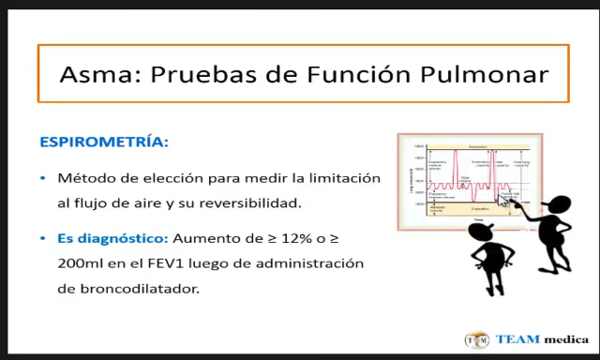 Asma: Pruebas de Función Pulmonar
ESPIROMETRÍA:
• Método de elección para medir la limitación
al flujo de aire y su reversibilidad.
• Es diagnóstico: Aumento de ≥ 12% o ≥
200ml en el FEV1 luego de administración
de broncodilatador.
TEAM medica